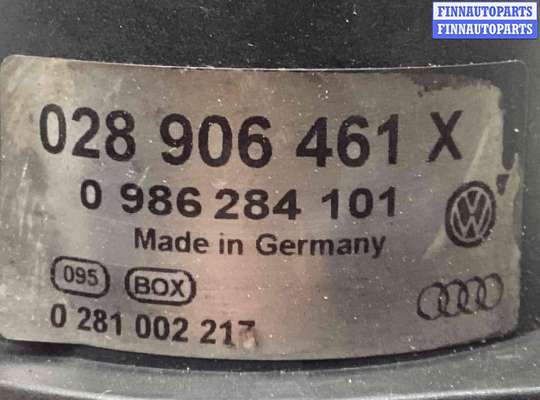 FINNAUTOPARTS
FINNAUTOPARTS
028 906 461 X
0 986 284 101
Made in Germany
095 BOX
0 281 002 217